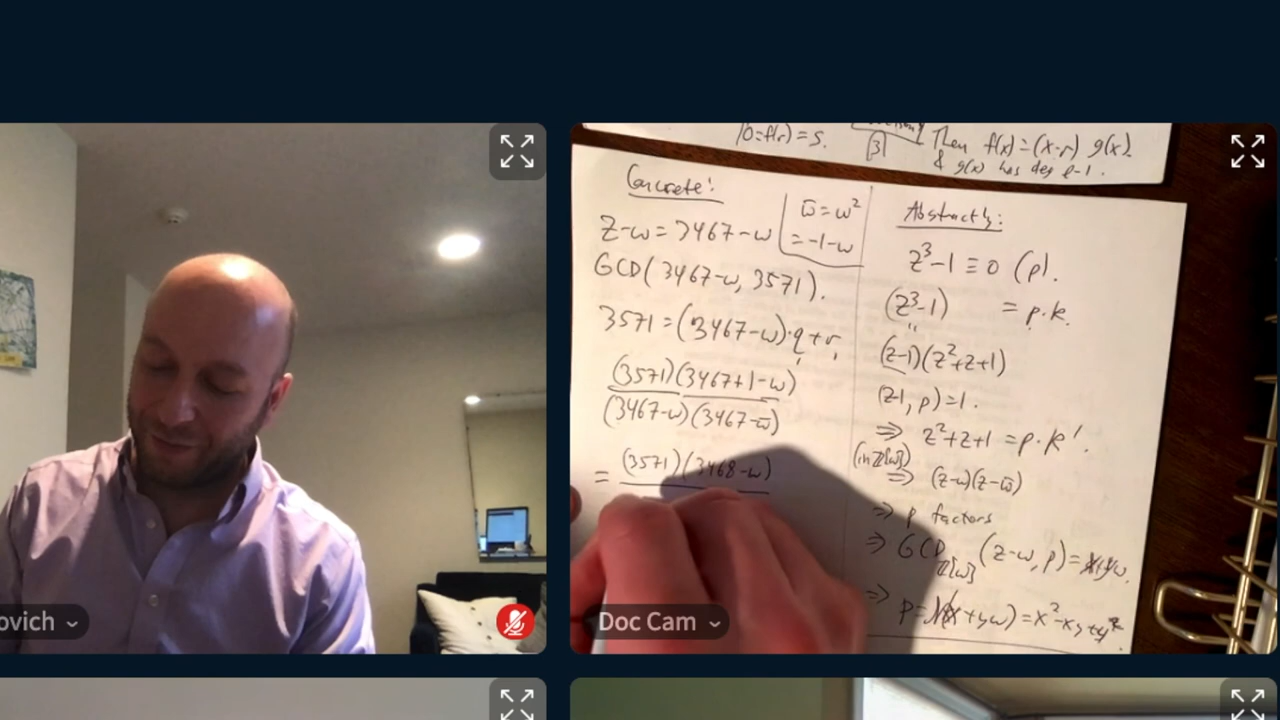 0=f(r)=s.
[3]
Then f(x)=(x-r) g(x).
& g(x) has deg l-1.
Concrete:
z-ω=3467-ω
ω̄=ω²
=-1-ω
GCD(3467-ω, 3571).
3571=(3467-ω)·q+r,
(3571)(3467+1-ω)
(3467-ω)(3467-ω̄)
= (3571)(3468-ω)
Abstractly:
z³-1≡0 (p).
(z³-1) = p·k.
"
(z-1)(z²+z+1)
(z-1, p)=1.
⇒ z²+z+1=p·k'.
(in ℤ[ω])
⇒ (z-ω)(z-ω̄)
⇒ p factors
⇒ GCD (z-ω, p)=
ℤ[ω]
⇒ p= +yω)=x²-xy+y²
ovich
Doc Cam